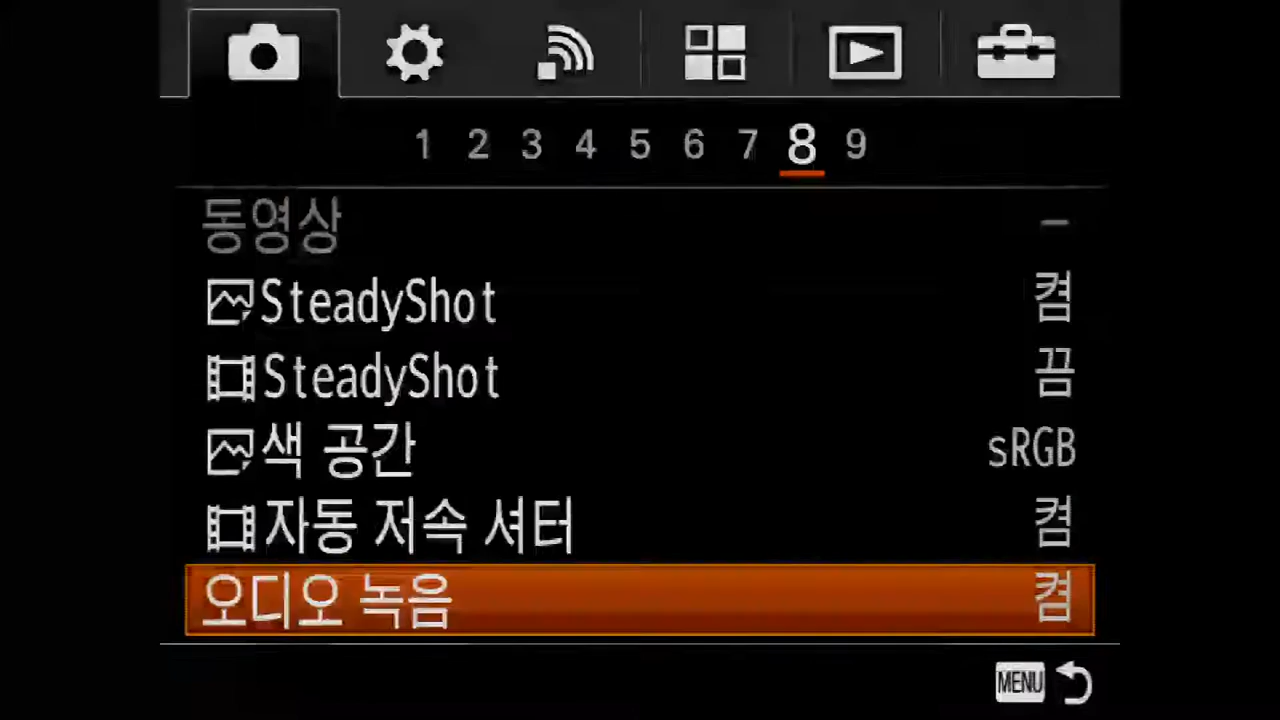 1 2 3 4 5 6 7 8 9
동영상 –
SteadyShot 켬
SteadyShot 끔
색 공간 sRGB
자동 저속 셔터 켬
오디오 녹음 켬
MENU